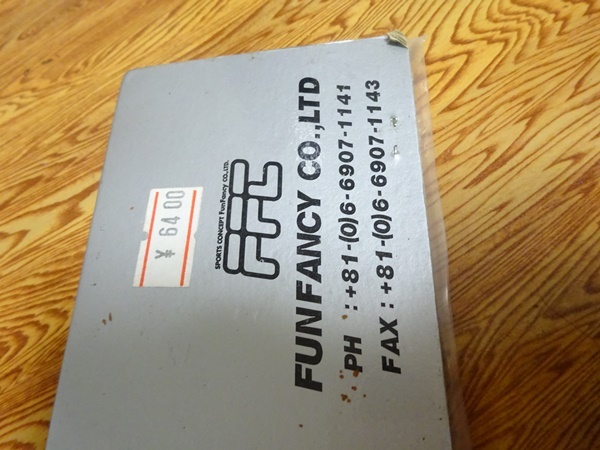 ¥ 6400
FFC
SPORTS CONCEPT FunFancy CO.,LTD.
FUNFANCY CO.,LTD
PH : +81-(0)6-6907-1141
FAX : +81-(0)6-6907-1143